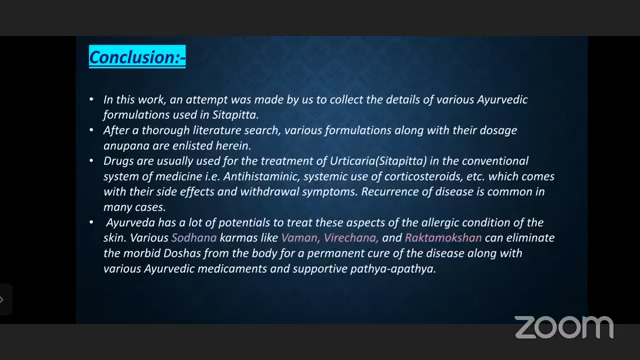 Conclusion:-
• In this work, an attempt was made by us to collect the details of various Ayurvedic
formulations used in Sitapitta.
• After a thorough literature search, various formulations along with their dosage
anupana are enlisted herein.
• Drugs are usually used for the treatment of Urticaria(Sitapitta) in the conventional
system of medicine i.e. Antihistaminic, systemic use of corticosteroids, etc. which comes
with their side effects and withdrawal symptoms. Recurrence of disease is common in
many cases.
• Ayurveda has a lot of potentials to treat these aspects of the allergic condition of the
skin. Various Sodhana karmas like Vaman, Virechana, and Raktamokshan can eliminate
the morbid Doshas from the body for a permanent cure of the disease along with
various Ayurvedic medicaments and supportive pathya-apathya.
zoom